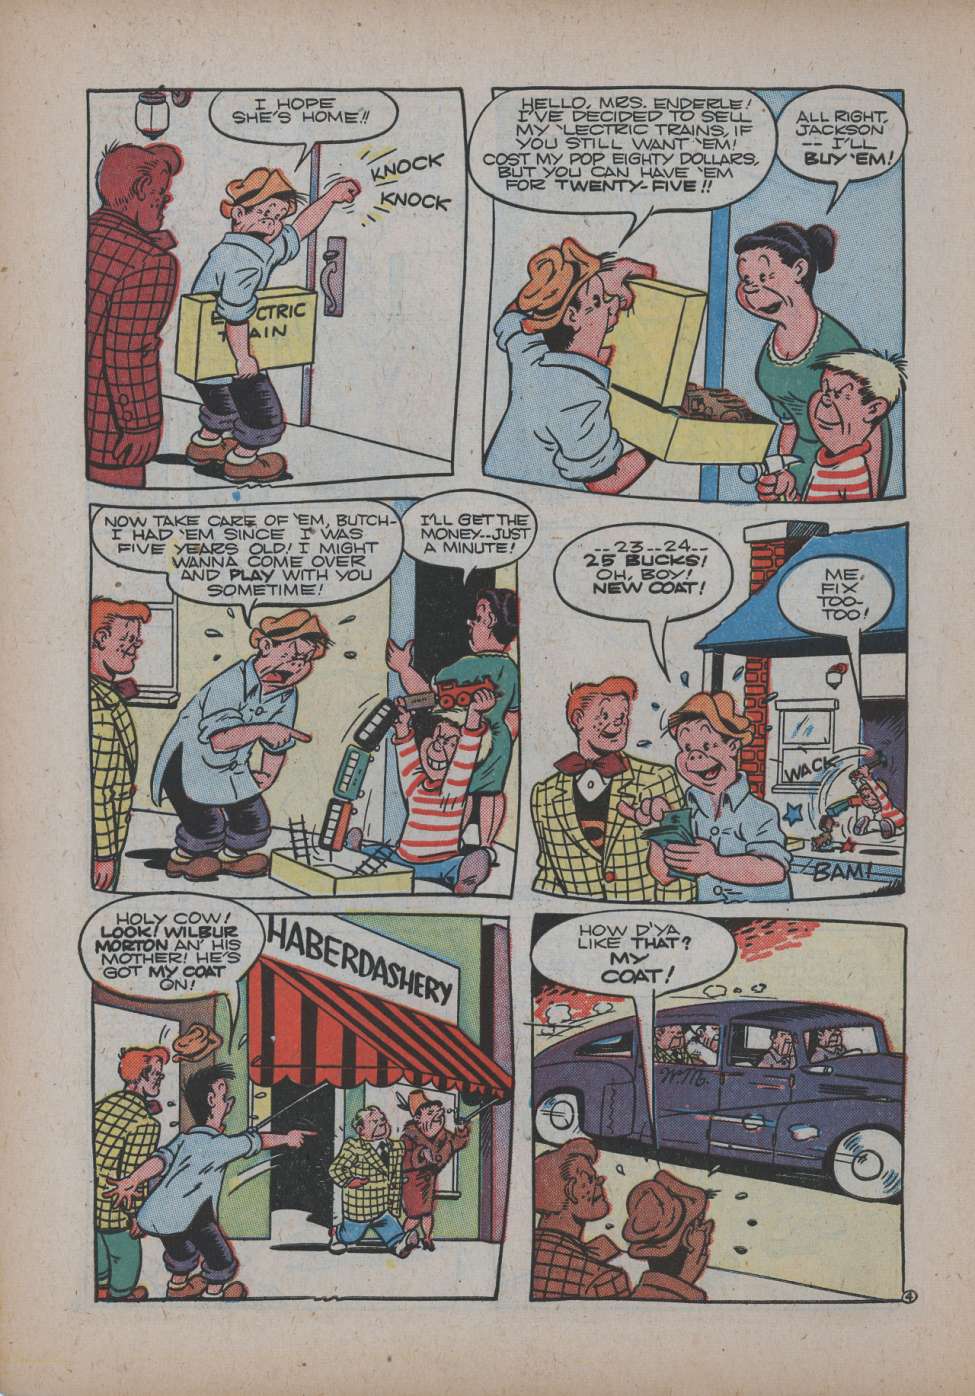 I HOPE
SHE'S HOME!!
KNOCK
KNOCK
ELECTRIC
TRAIN
HELLO, MRS. ENDERLE!
I'VE DECIDED TO SELL
MY 'LECTRIC TRAINS, IF
YOU STILL WANT 'EM!
COST MY POP EIGHTY DOLLARS,
BUT YOU CAN HAVE 'EM
FOR TWENTY-FIVE!!
ALL RIGHT,
JACKSON
-- I'LL
BUY 'EM!
NOW TAKE CARE OF 'EM, BUTCH-
I HAD 'EM SINCE I WAS
FIVE YEARS OLD! I MIGHT
WANNA COME OVER
AND PLAY WITH YOU
SOMETIME!
I'LL GET THE
MONEY--JUST
A MINUTE!
--23--24--
25 BUCKS!
OH, BOY!
NEW COAT!
ME
FIX
TOO-
TOO!
WACK
BAM!
HOLY COW!
LOOK! WILBUR
MORTON AN' HIS
MOTHER! HE'S
GOT MY COAT
ON!
HABERDASHERY
HOW D'YA
LIKE THAT?
MY
COAT!
W.M.
4